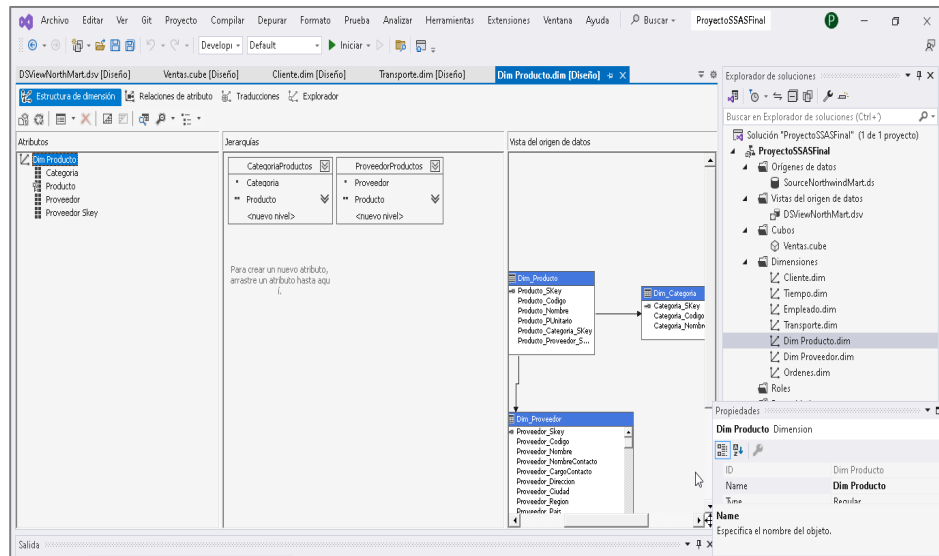 Archivo Editar Ver Git Proyecto Compilar Depurar Formato Prueba Analizar Herramientas Extensiones Ventana Ayuda Buscar ProyectoSSASFinal P
Developi Default Iniciar
DSViewNorthMart.dsv [Diseño] Ventas.cube [Diseño] Cliente.dim [Diseño] Transporte.dim [Diseño] Dim Producto.dim [Diseño]
Estructura de dimensión Relaciones de atributo Traducciones Explorador
Atributos
Dim Producto
Categoria
Producto
Proveedor
Proveedor Skey
Jerarquías
CategoriaProductos
Categoria
Producto
<nuevo nivel>
ProveedorProductos
Proveedor
Producto
<nuevo nivel>
Para crear un nuevo atributo,
arrastre un atributo hasta aqu
í.
Vista del origen de datos
Dim_Producto
Producto_SKey
Producto_Codigo
Producto_Nombre
Producto_PUnitario
Producto_Categoria_SKey
Producto_Proveedor_S...
Dim_Categoria
Categoria_SKey
Categoria_Codigo
Categoria_Nombr
Dim_Proveedor
Proveedor_Skey
Proveedor_Codigo
Proveedor_Nombre
Proveedor_NombreContacto
Proveedor_CargoContacto
Proveedor_Direccion
Proveedor_Ciudad
Proveedor_Region
Proveedor_Pais
Explorador de soluciones
Buscar en Explorador de soluciones (Ctrl+')
Solución "ProyectoSSASFinal" (1 de 1 proyecto)
ProyectoSSASFinal
Orígenes de datos
SourceNorthwindMart.ds
Vistas del origen de datos
DSViewNorthMart.dsv
Cubos
Ventas.cube
Dimensiones
Cliente.dim
Tiempo.dim
Empleado.dim
Transporte.dim
Dim Producto.dim
Dim Proveedor.dim
Ordenes.dim
Roles
Propiedades
Dim Producto Dimension
ID Dim Producto
Name Dim Producto
Type Regular
Name
Especifica el nombre del objeto.
Salida